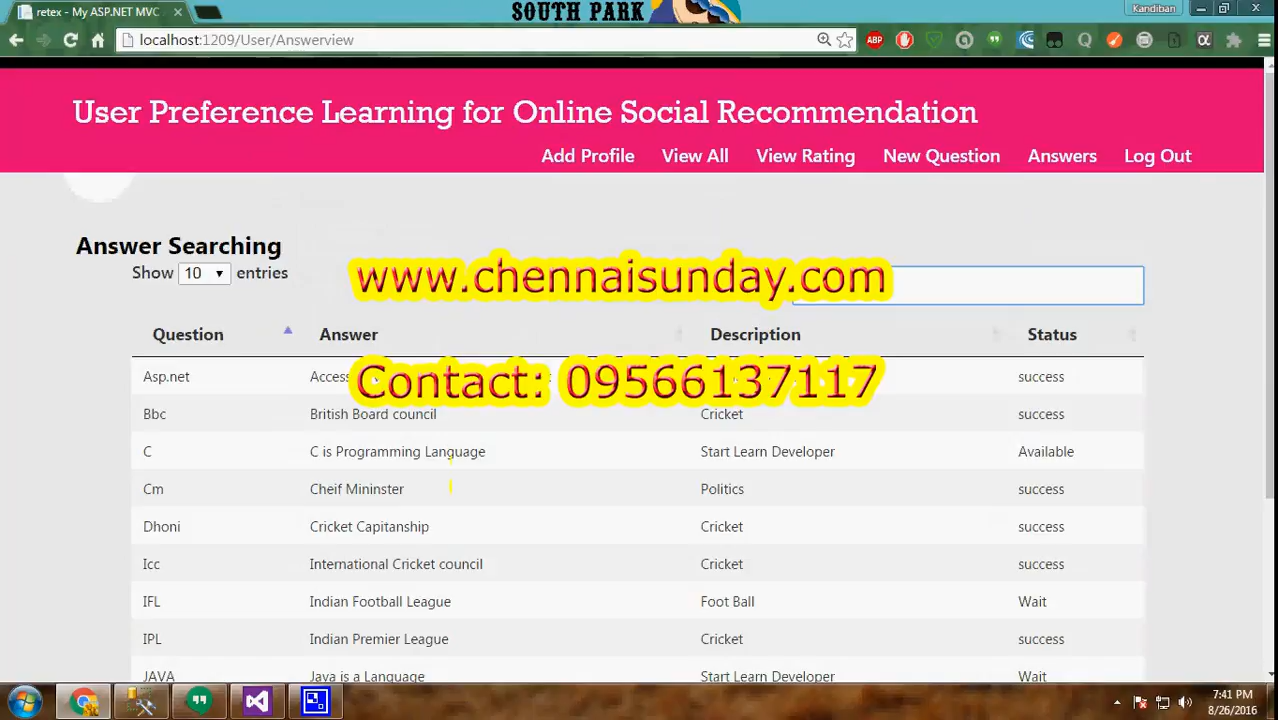 SOUTH PARK
Kandiban
retex - My ASP.NET MVC
localhost:1209/User/Answerview
ABP
User Preference Learning for Online Social Recommendation
Add Profile View All View Rating New Question Answers Log Out
Answer Searching
Show 10 entries
www.chennaisunday.com
Question Answer Description Status
Contact: 09566137117
Asp.net success
Bbc British Board council Cricket success
C C is Programming Language Start Learn Developer Available
Cm Cheif Mininster Politics success
Dhoni Cricket Capitanship Cricket success
Icc International Cricket council Cricket success
IFL Indian Football League Foot Ball Wait
IPL Indian Premier League Cricket success
JAVA Java is a Language Start Learn Developer Wait
7:41 PM
8/26/2016